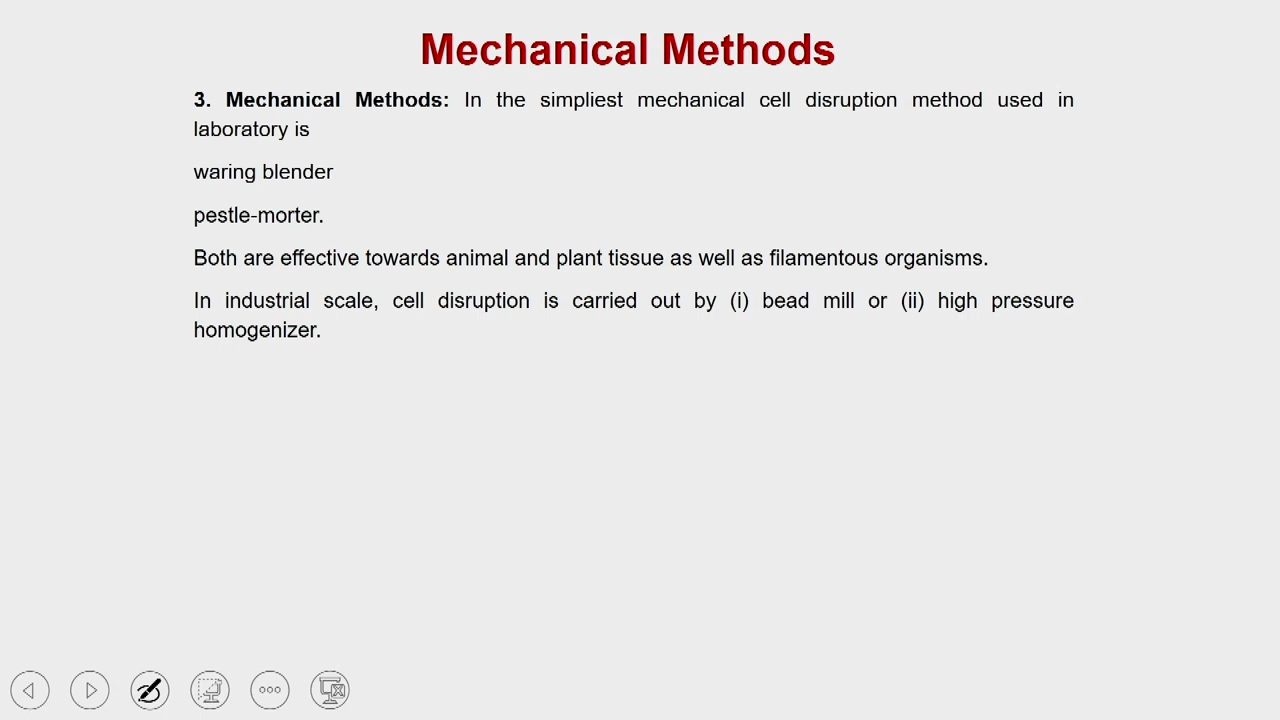 Mechanical Methods
3. Mechanical Methods: In the simpliest mechanical cell disruption method used in
laboratory is
waring blender
pestle-morter.
Both are effective towards animal and plant tissue as well as filamentous organisms.
In industrial scale, cell disruption is carried out by (i) bead mill or (ii) high pressure
homogenizer.